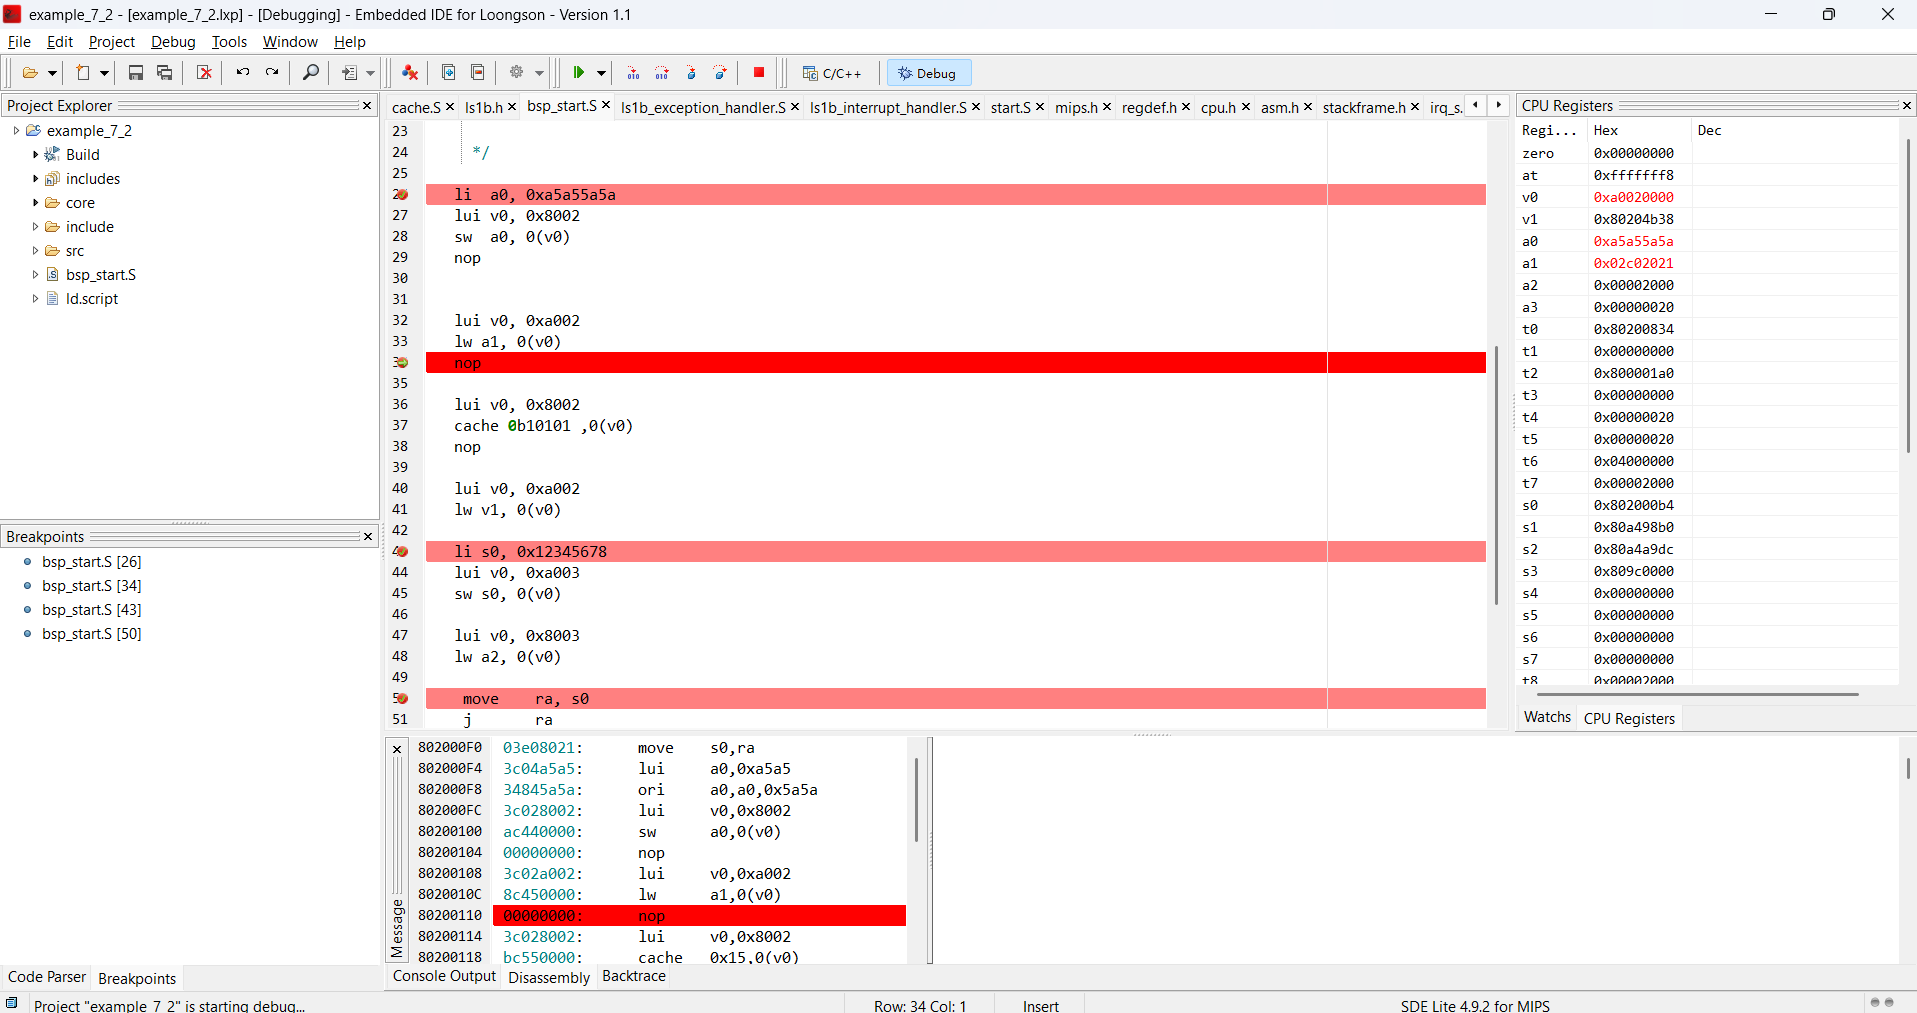 example_7_2 - [example_7_2.lxp] - [Debugging] - Embedded IDE for Loongson - Version 1.1
File Edit Project Debug Tools Window Help
C/C++ Debug
Project Explorer
example_7_2
Build
includes
core
include
src
bsp_start.S
ld.script
Breakpoints
bsp_start.S [26]
bsp_start.S [34]
bsp_start.S [43]
bsp_start.S [50]
Code Parser Breakpoints
cache.S ls1b.h bsp_start.S ls1b_exception_handler.S ls1b_interrupt_handler.S start.S mips.h regdef.h cpu.h asm.h stackframe.h irq_s.
23
24 */
25
li a0, 0xa5a55a5a
27 lui v0, 0x8002
28 sw a0, 0(v0)
29 nop
30
31
32 lui v0, 0xa002
33 lw a1, 0(v0)
nop
35
36 lui v0, 0x8002
37 cache 0b10101 ,0(v0)
38 nop
39
40 lui v0, 0xa002
41 lw v1, 0(v0)
42
li s0, 0x12345678
44 lui v0, 0xa003
45 sw s0, 0(v0)
46
47 lui v0, 0x8003
48 lw a2, 0(v0)
49
move ra, s0
51 j ra
CPU Registers
Regi... Hex Dec
zero 0x00000000
at 0xfffffff8
v0 0xa0020000
v1 0x80204b38
a0 0xa5a55a5a
a1 0x02c02021
a2 0x00002000
a3 0x00000020
t0 0x80200834
t1 0x00000000
t2 0x800001a0
t3 0x00000000
t4 0x00000020
t5 0x00000020
t6 0x04000000
t7 0x00002000
s0 0x802000b4
s1 0x80a498b0
s2 0x80a4a9dc
s3 0x809c0000
s4 0x00000000
s5 0x00000000
s6 0x00000000
s7 0x00000000
t8 0x00002000
Watchs CPU Registers
Message
802000F0 03e08021: move s0,ra
802000F4 3c04a5a5: lui a0,0xa5a5
802000F8 34845a5a: ori a0,a0,0x5a5a
802000FC 3c028002: lui v0,0x8002
80200100 ac440000: sw a0,0(v0)
80200104 00000000: nop
80200108 3c02a002: lui v0,0xa002
8020010C 8c450000: lw a1,0(v0)
80200110 00000000: nop
80200114 3c028002: lui v0,0x8002
80200118 bc550000: cache 0x15,0(v0)
Console Output Disassembly Backtrace
Project "example_7_2" is starting debug... Row: 34 Col: 1 Insert SDE Lite 4.9.2 for MIPS